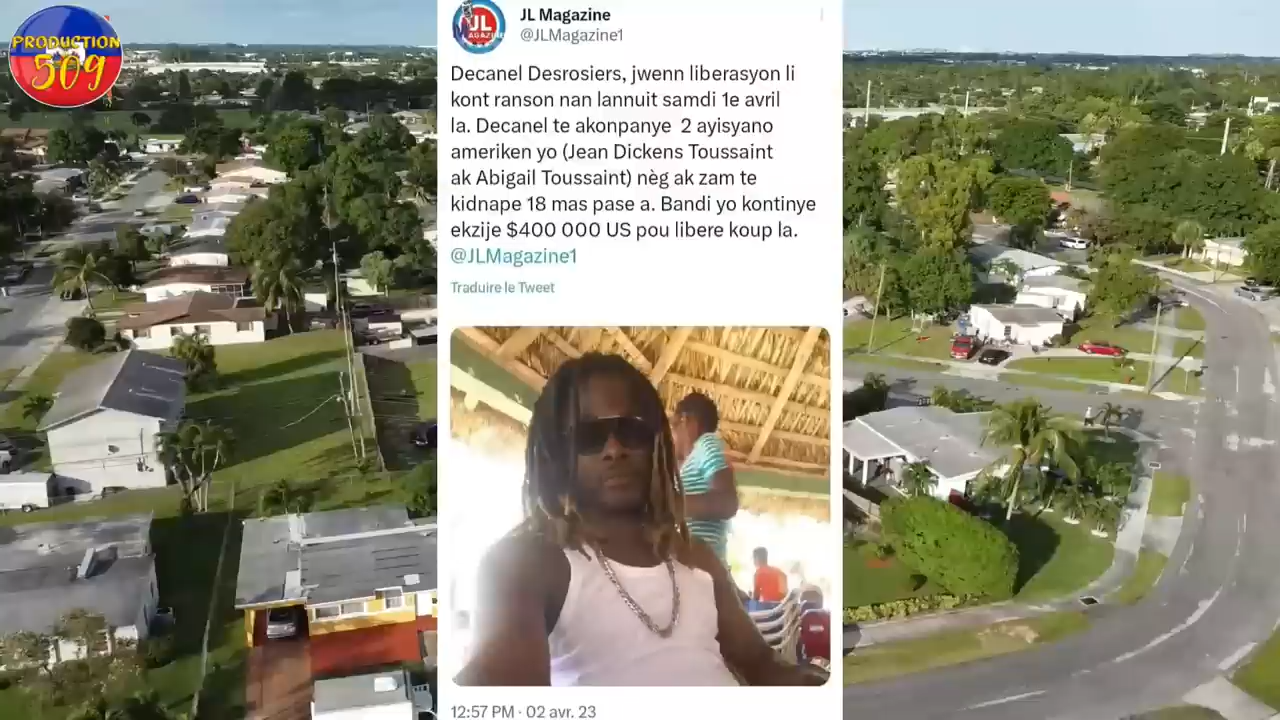 PRODUCTION
509
JL
MAGAZINE
JL Magazine
@JLMagazine1
Decanel Desrosiers, jwenn liberasyon li
kont ranson nan lannuit samdi 1e avril
la. Decanel te akonpanye 2 ayisyano
ameriken yo (Jean Dickens Toussaint
ak Abigail Toussaint) nèg ak zam te
kidnape 18 mas pase a. Bandi yo kontinye
ekzije $400 000 US pou libere koup la.
@JLMagazine1
Traduire le Tweet
12:57 PM · 02 avr. 23